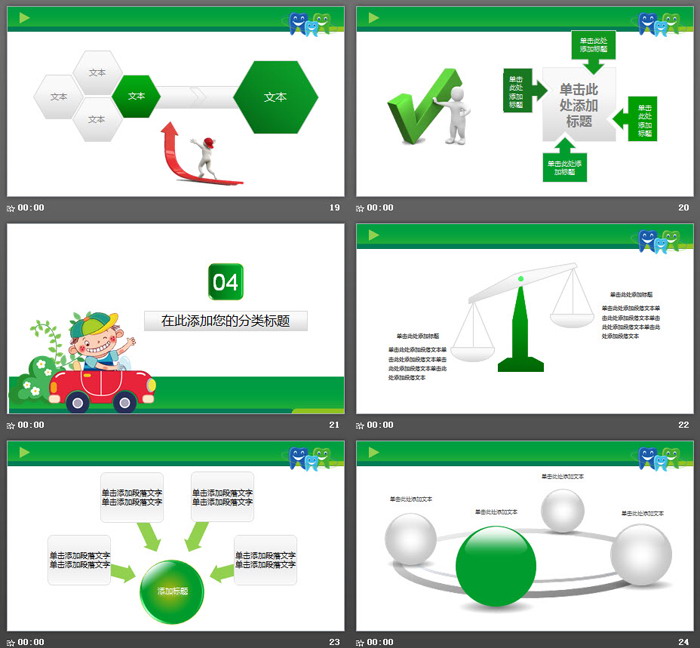 文本
文本
文本
文本
文本
00:00
19
单击此处
添加标题
单击此
处添加
标题
单击此
处添加
标题
单击
此处
添加
标题
单击此处添
加标题
00:00
20
04
在此添加您的分类标题
00:00
21
单击此处添加标题
单击此处添加段落文本单
击此处添加段落文本单击
此处添加段落文本单击此
处添加段落文本
单击此处添加标题
单击此处添加段落文本单
击此处添加段落文本单击
此处添加段落文本单击此
处添加段落文本
00:00
22
单击添加段落文字
单击添加段落文字
单击添加段落文字
单击添加段落文字
单击添加段落文字
单击添加段落文字
单击添加段落文字
单击添加段落文字
添加标题
00:00
23
单击此处添加文本
单击此处添加文本
单击此处添加文本
单击此处添加文本
00:00
24